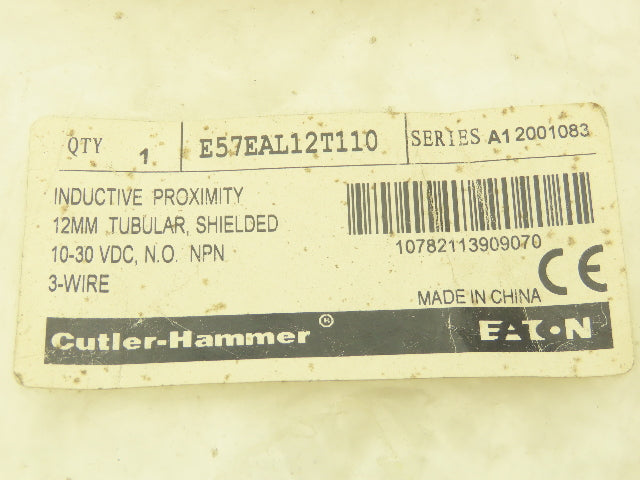 QTY 1 E57EAL12T110 SERIES A1 2001083
INDUCTIVE PROXIMITY
12MM TUBULAR, SHIELDED
10-30 VDC, N.O. NPN
3-WIRE
10782113909070
CE
MADE IN CHINA
Cutler-Hammer ® EATON